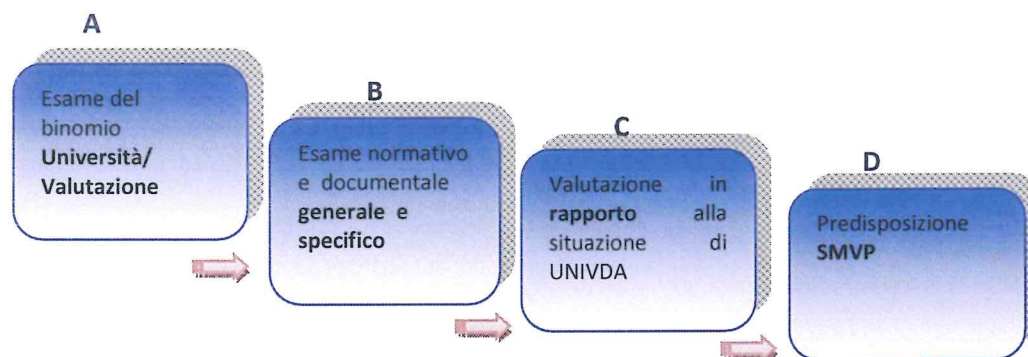 A
Esame del
binomio
Università/
Valutazione
B
Esame normativo
e documentale
generale e
specifico
C
Valutazione in
rapporto alla
situazione di
UNIVDA
D
Predisposizione
SMVP